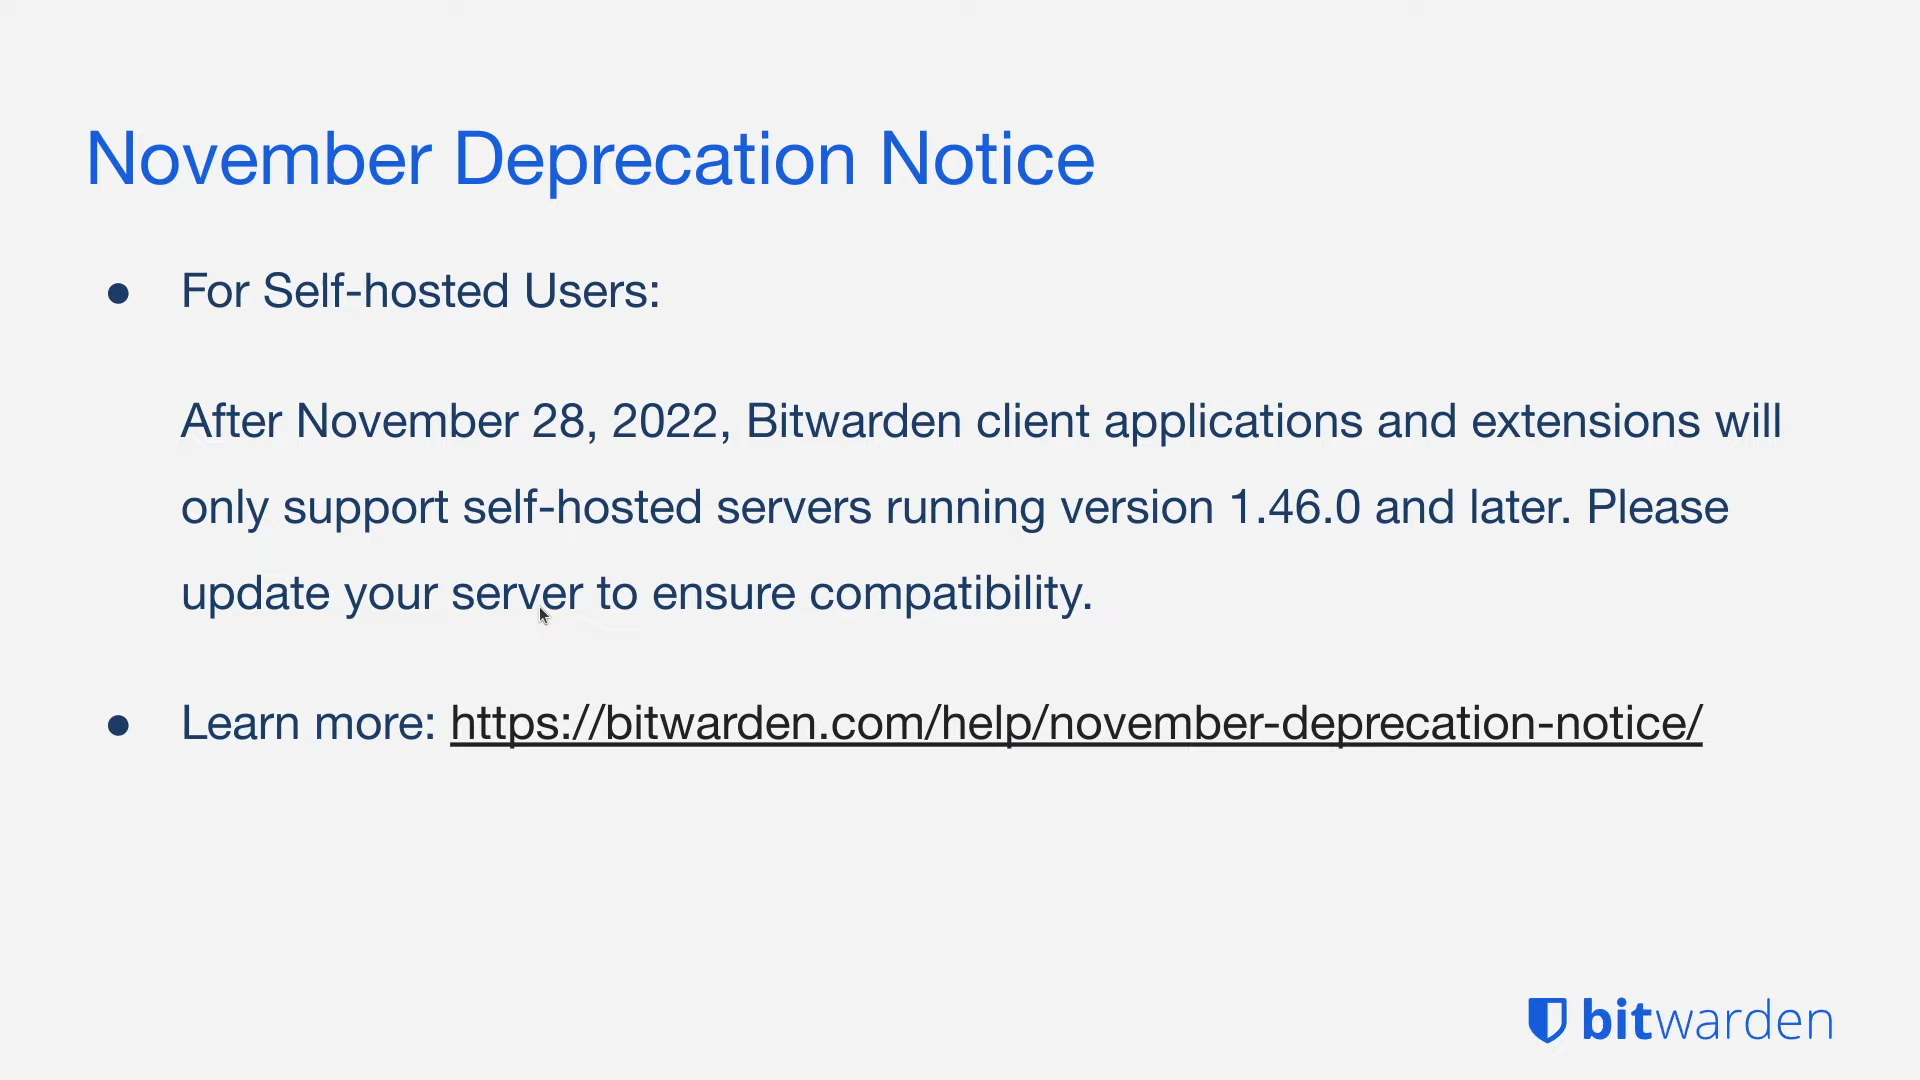 November Deprecation Notice
● For Self-hosted Users:
After November 28, 2022, Bitwarden client applications and extensions will
only support self-hosted servers running version 1.46.0 and later. Please
update your server to ensure compatibility.
● Learn more: https://bitwarden.com/help/november-deprecation-notice/
bitwarden